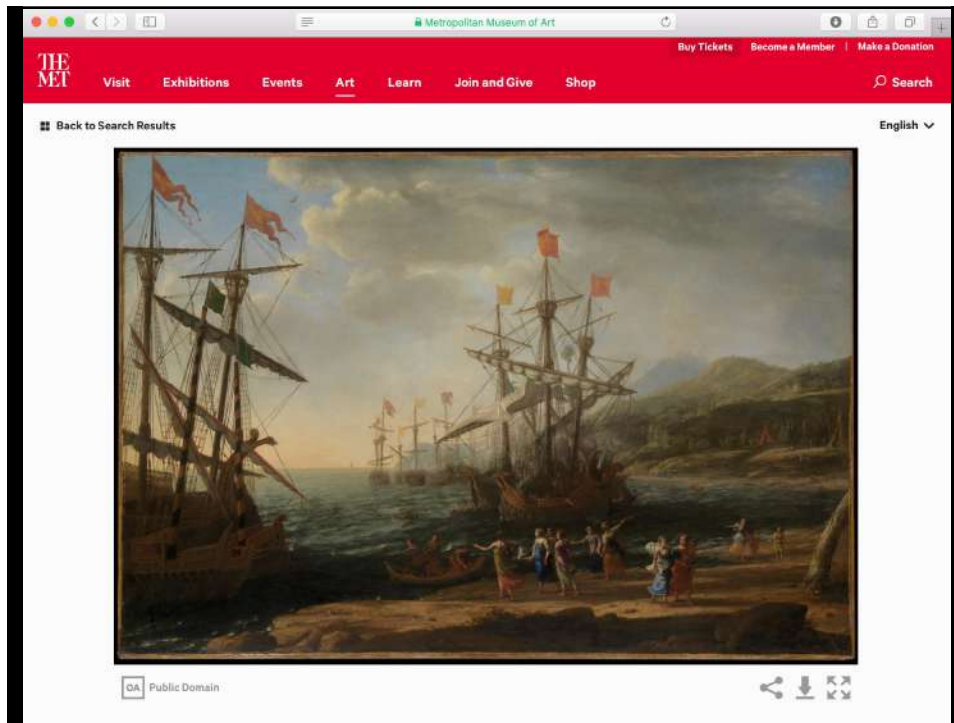 Metropolitan Museum of Art
Buy Tickets Become a Member | Make a Donation
THE MET
Visit Exhibitions Events Art Learn Join and Give Shop Search
Back to Search Results English
OA Public Domain